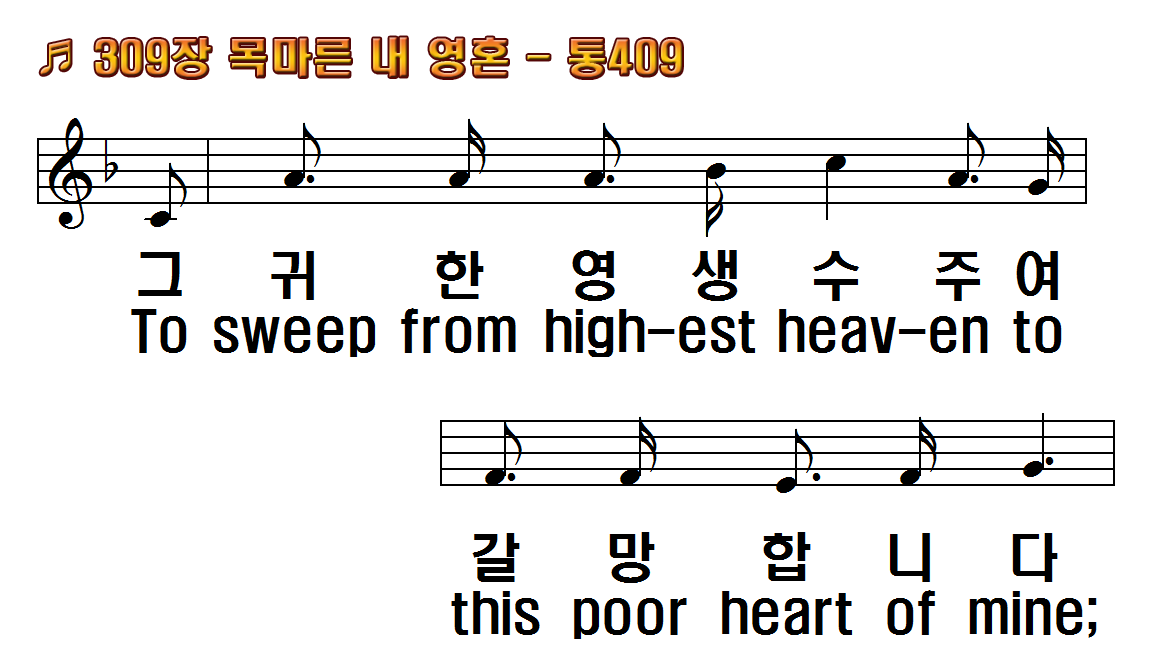 ♬ 309장 목마른 내 영혼 - 통409
그 귀 한 영 생 수 주 여
To sweep from high-est heav-en to
갈 망 합 니 다
this poor heart of mine;